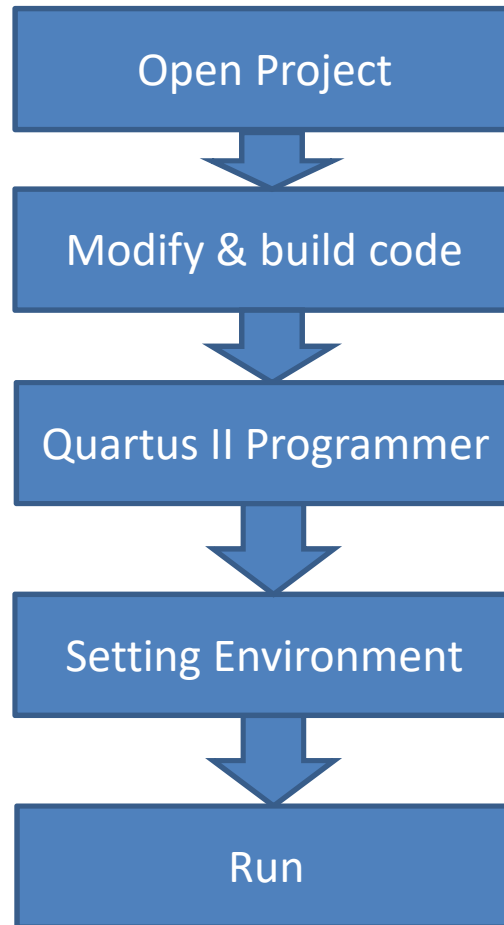 Open Project
Modify & build code
Quartus II Programmer
Setting Environment
Run